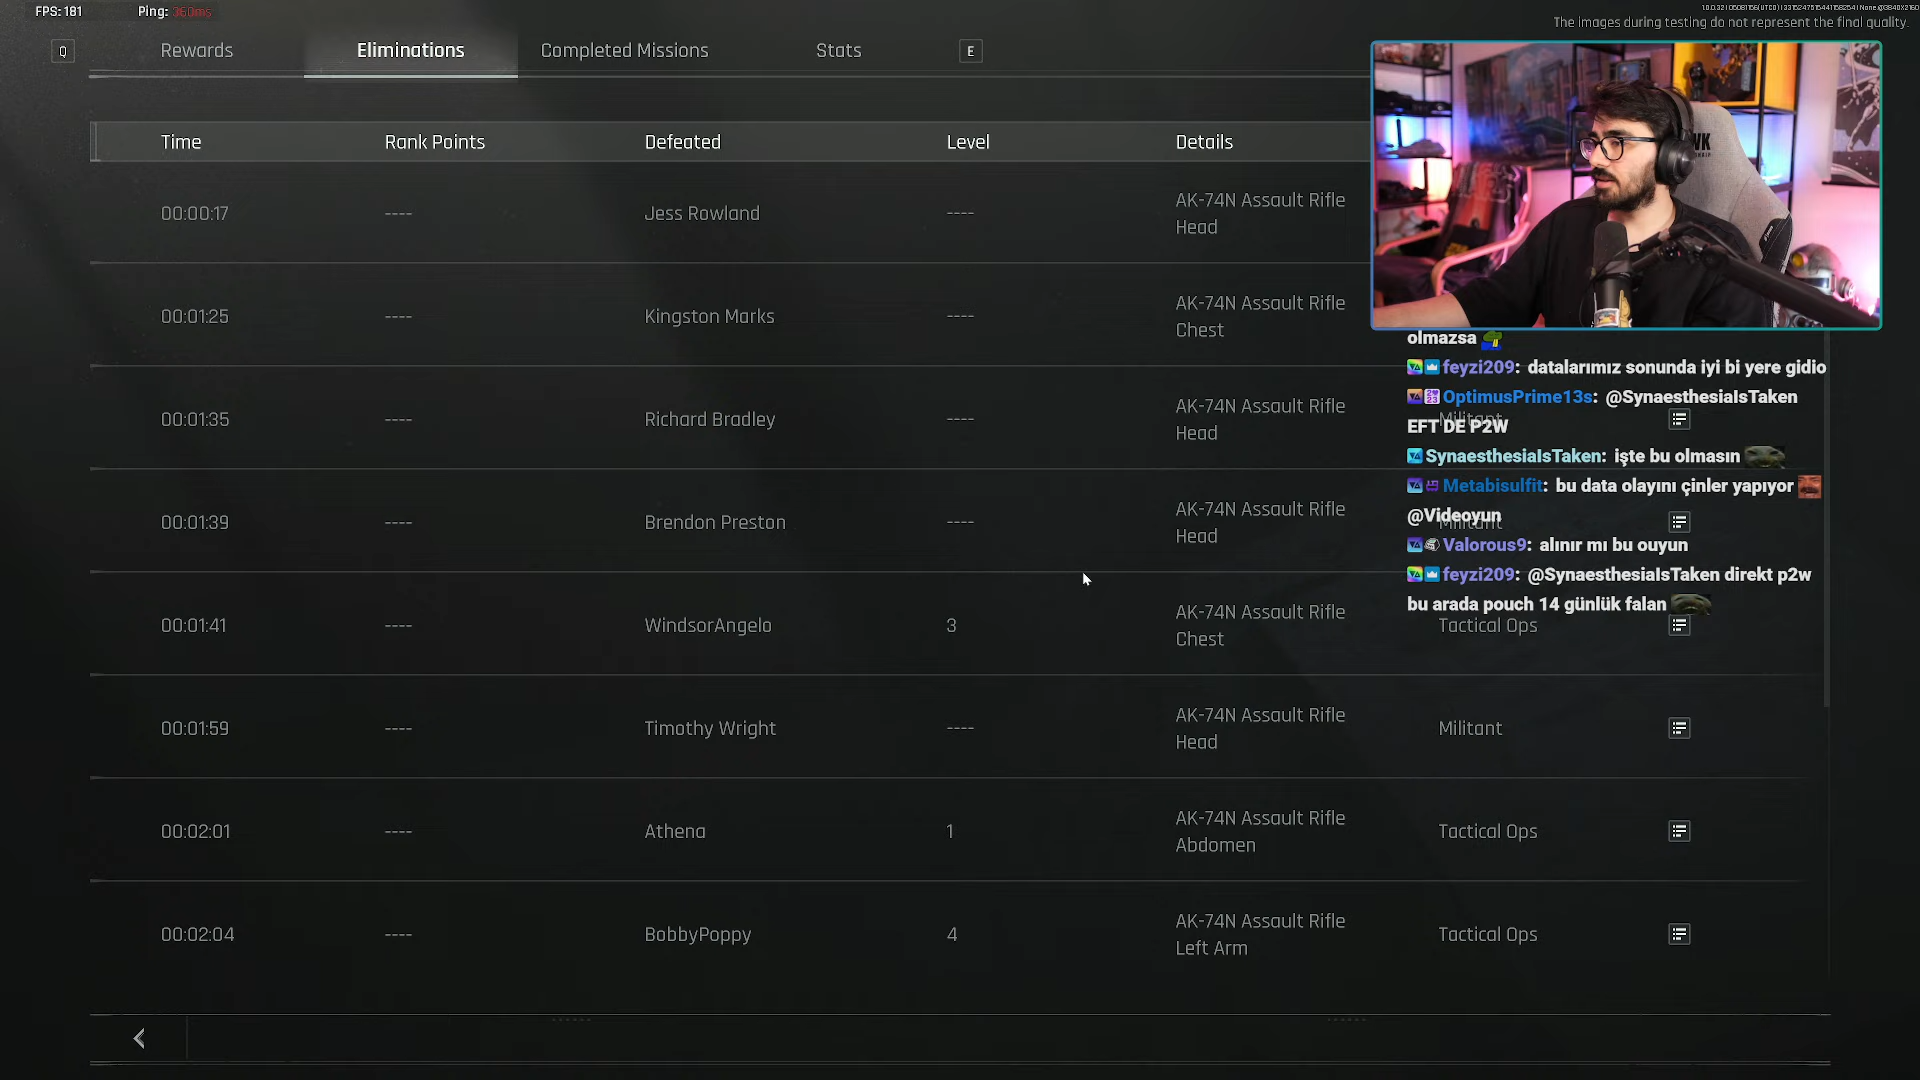 FPS: 181 Ping: 360ms
The images during testing do not represent the final quality.
Q Rewards Eliminations Completed Missions Stats E
Time Rank Points Defeated Level Details
00:00:17 ---- Jess Rowland ---- AK-74N Assault Rifle
Head
00:01:25 ---- Kingston Marks ---- AK-74N Assault Rifle
Chest
00:01:35 ---- Richard Bradley ---- AK-74N Assault Rifle
Head Militant
00:01:39 ---- Brendon Preston ---- AK-74N Assault Rifle
Head Militant
00:01:41 ---- WindsorAngelo 3 AK-74N Assault Rifle
Chest Tactical Ops
00:01:59 ---- Timothy Wright ---- AK-74N Assault Rifle
Head Militant
00:02:01 ---- Athena 1 AK-74N Assault Rifle
Abdomen Tactical Ops
00:02:04 ---- BobbyPoppy 4 AK-74N Assault Rifle
Left Arm Tactical Ops
olmazsa
feyzi209: datalarımız sonunda iyi bi yere gidio
OptimusPrime13s: @SynaesthesiaIsTaken
EFT DE P2W
SynaesthesiaIsTaken: işte bu olmasın
Metabisulfit: bu data olayını çinler yapıyor
@Videoyun
Valorous9: alınır mı bu ouyun
feyzi209: @SynaesthesiaIsTaken direkt p2w
bu arada pouch 14 günlük falan